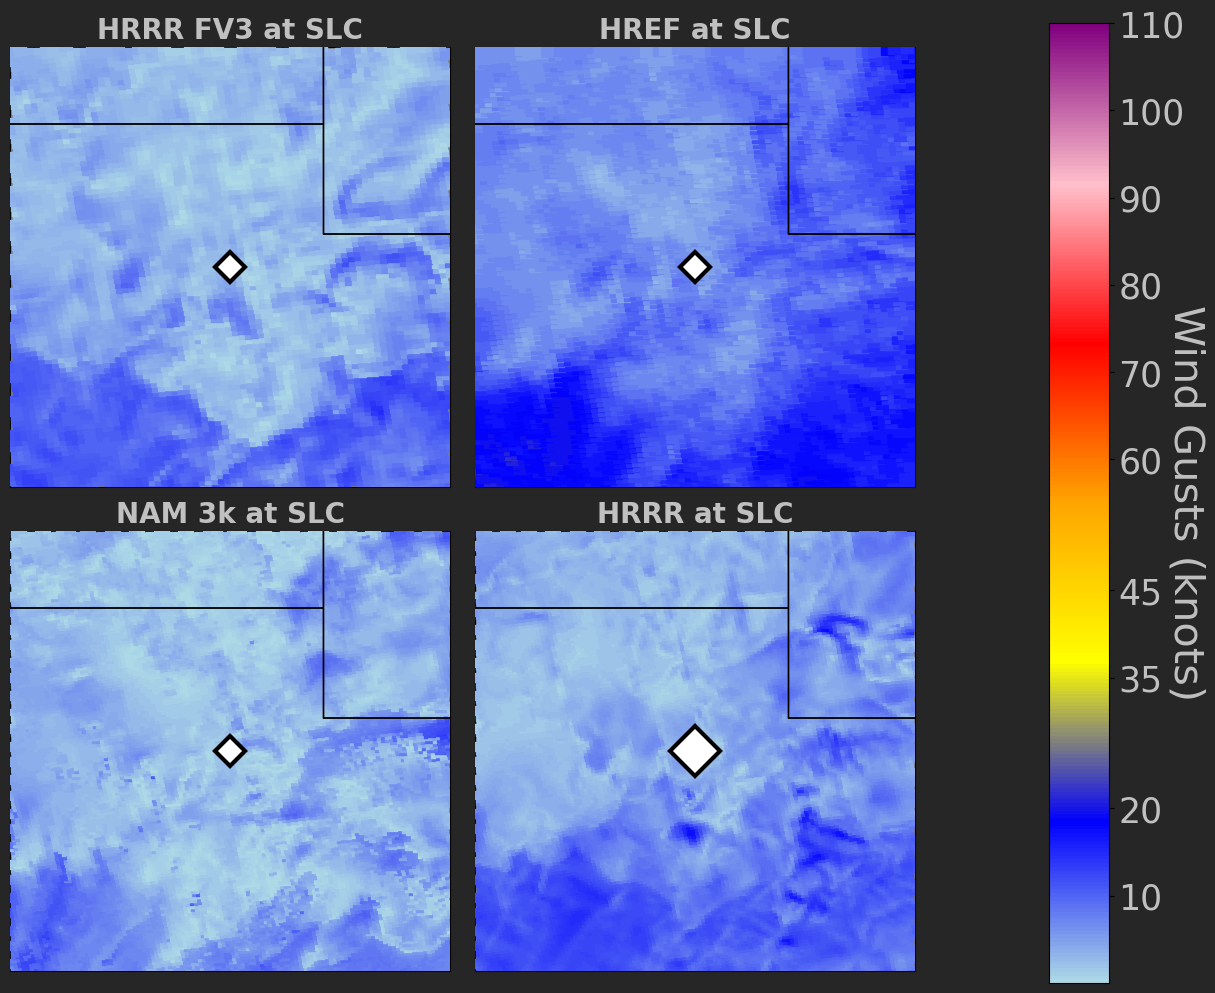 HRRR FV3 at SLC
HREF at SLC
NAM 3k at SLC
HRRR at SLC
110
100
90
80
70
60
45
35
20
10
Wind Gusts (knots)